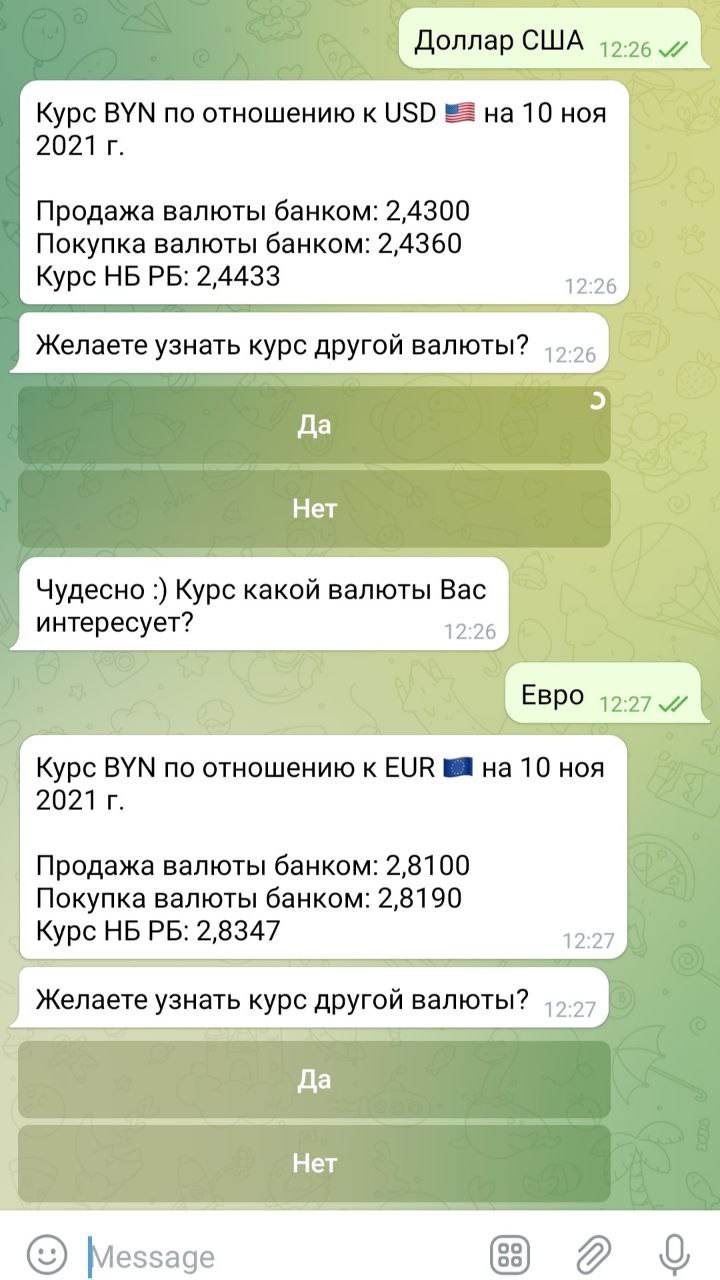 Доллар США 12:26
Курс BYN по отношению к USD 🇺🇸 на 10 ноя
2021 г.
Продажа валюты банком: 2,4300
Покупка валюты банком: 2,4360
Курс НБ РБ: 2,4433
12:26
Желаете узнать курс другой валюты? 12:26
Да
Нет
Чудесно :) Курс какой валюты Вас
интересует?
12:26
Евро 12:27
Курс BYN по отношению к EUR 🇪🇺 на 10 ноя
2021 г.
Продажа валюты банком: 2,8100
Покупка валюты банком: 2,8190
Курс НБ РБ: 2,8347
12:27
Желаете узнать курс другой валюты? 12:27
Да
Нет
Message